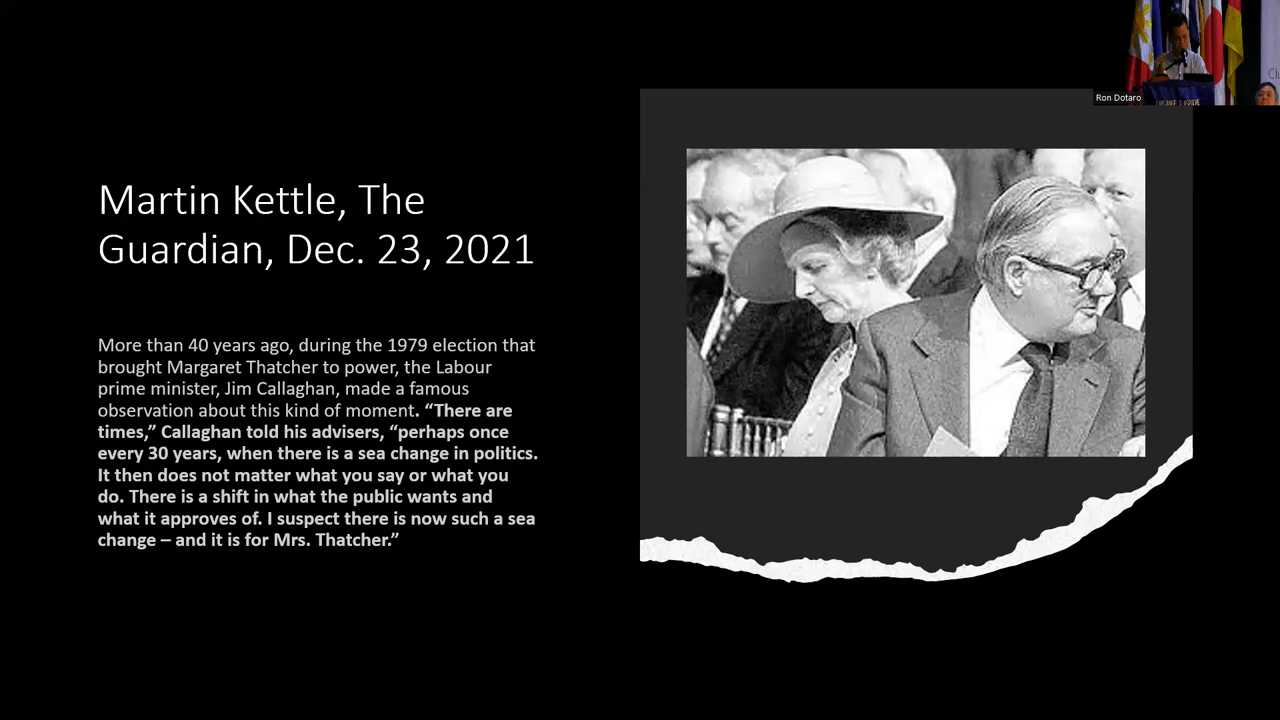 Martin Kettle, The
Guardian, Dec. 23, 2021
More than 40 years ago, during the 1979 election that
brought Margaret Thatcher to power, the Labour
prime minister, Jim Callaghan, made a famous
observation about this kind of moment. “There are
times,” Callaghan told his advisers, “perhaps once
every 30 years, when there is a sea change in politics.
It then does not matter what you say or what you
do. There is a shift in what the public wants and
what it approves of. I suspect there is now such a sea
change – and it is for Mrs. Thatcher.”
Ron Dotaro